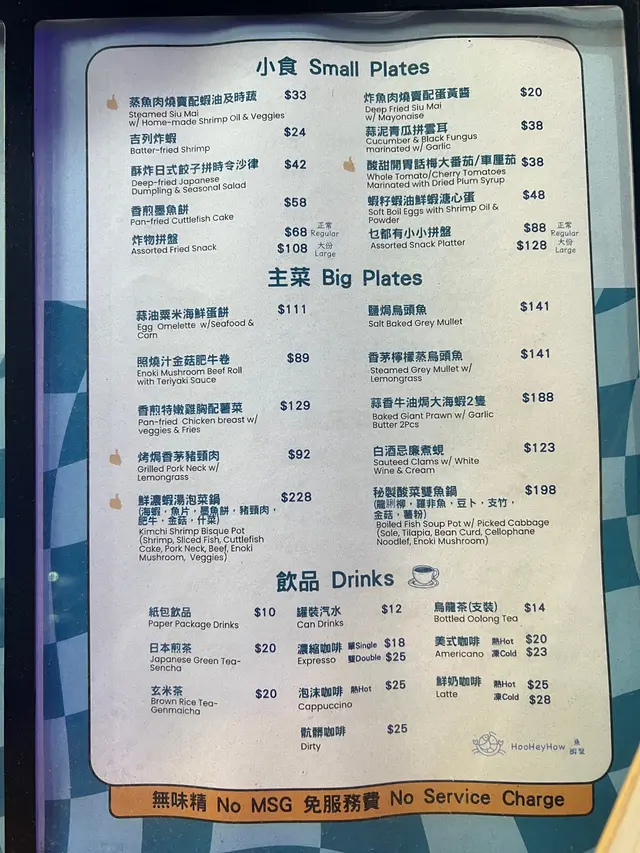 小食 Small Plates
蒸魚肉燒賣配蝦油及時蔬 $33
Steamed Siu Mai
w/ Home-made Shrimp Oil & Veggies
吉列炸蝦 $24
Batter-fried Shrimp
酥炸日式餃子拼時令沙律 $42
Deep-fried Japanese
Dumpling & Seasonal Salad
香煎墨魚餅 $58
Pan-fried Cuttlefish Cake
炸物拼盤 $68 正常 Regular
Assorted Fried Snack $108 大份 Large
炸魚肉燒賣配蛋黃醬 $20
Deep Fried Siu Mai
w/ Mayonaise
蒜泥青瓜拼雲耳 $38
Cucumber & Black Fungus
marinated w/ Garlic
酸甜開胃話梅大番茄/車厘茄 $38
Whole Tomato/Cherry Tomatoes
Marinated with Dried Plum Syrup
蝦籽蝦油鮮蝦溏心蛋 $48
Soft Boil Eggs with Shrimp Oil &
Powder
乜都有小小拼盤 $88 正常 Regular
Assorted Snack Platter $128 大份 Large
主菜 Big Plates
蒜油粟米海鮮蛋餅 $111
Egg Omelette w/Seafood &
Corn
照燒汁金菇肥牛卷 $89
Enoki Mushroom Beef Roll
with Teriyaki Sauce
香煎特嫩雞胸配薯菜 $129
Pan-fried Chicken breast w/
veggies & Fries
烤焗香茅豬頸肉 $92
Grilled Pork Neck w/
Lemongrass
鮮濃蝦湯泡菜鍋 $228
(海蝦，魚片，墨魚餅，豬頸肉，
肥牛，金菇，什菜)
Kimchi Shrimp Bisque Pot
(Shrimp, Sliced Fish, Cuttlefish
Cake, Pork Neck, Beef, Enoki
Mushroom, Veggies)
鹽焗烏頭魚 $141
Salt Baked Grey Mullet
香茅檸檬蒸烏頭魚 $141
Steamed Grey Mullet w/
Lemongrass
蒜香牛油焗大海蝦2隻 $188
Baked Giant Prawn w/ Garlic
Butter 2Pcs
白酒忌廉煮蜆 $123
Sauteed Clams w/ White
Wine & Cream
秘製酸菜雙魚鍋 $198
(龍脷柳，羅非魚，豆卜，支竹，
金菇，薯粉)
Boiled Fish Soup Pot w/ Picked Cabbage
(Sole, Tilapia, Bean Curd, Cellophane
Noodlef, Enoki Mushroom)
飲品 Drinks
紙包飲品 $10
Paper Package Drinks
日本煎茶 $20
Japanese Green Tea-
Sencha
玄米茶 $20
Brown Rice Tea-
Genmaicha
罐裝汽水 $12
Can Drinks
濃縮咖啡 單Single $18
Expresso 雙Double $25
泡沫咖啡 熱Hot $25
Cappuccino
骯髒咖啡 $25
Dirty
烏龍茶(支裝) $14
Bottled Oolong Tea
美式咖啡 熱Hot $20
Americano 凍Cold $23
鮮奶咖啡 熱Hot $25
Latte 凍Cold $28
HooHeyHow 魚蝦蟹
無味精 No MSG 免服務費 No Service Charge